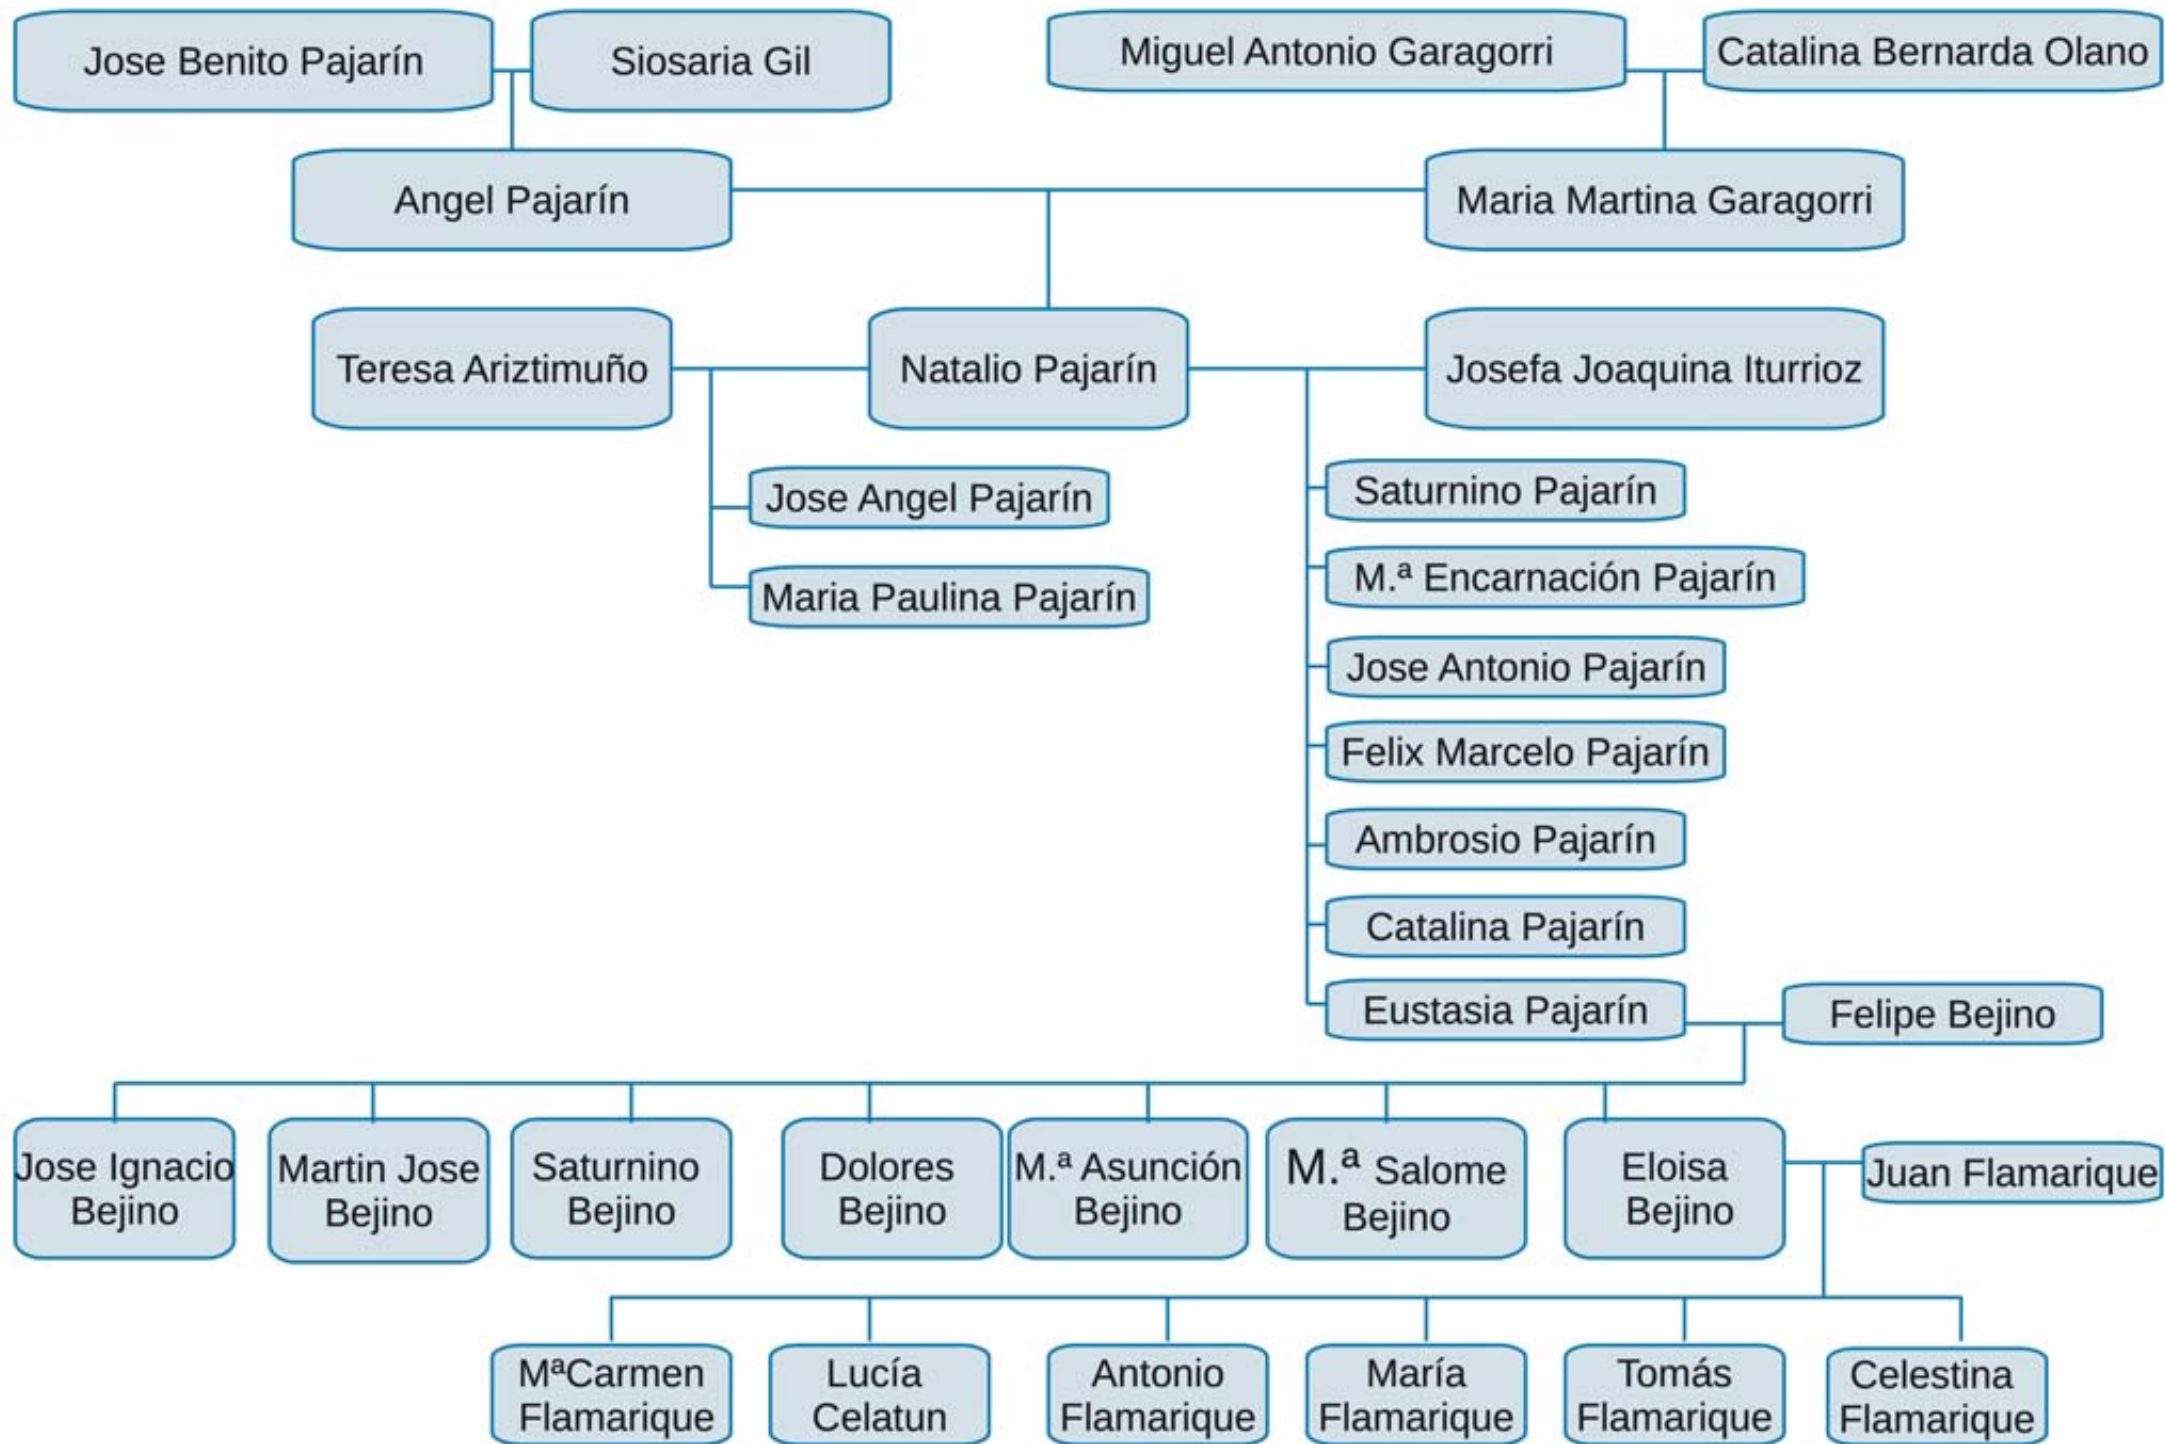 Jose Benito Pajarín
Siosaria Gil
Miguel Antonio Garagorri
Catalina Bernarda Olano
Angel Pajarín
Maria Martina Garagorri
Teresa Ariztimuño
Natalio Pajarín
Josefa Joaquina Iturrioz
Jose Angel Pajarín
Maria Paulina Pajarín
Saturnino Pajarín
M.ª Encarnación Pajarín
Jose Antonio Pajarín
Felix Marcelo Pajarín
Ambrosio Pajarín
Catalina Pajarín
Eustasia Pajarín
Felipe Bejino
Jose Ignacio
Bejino
Martin Jose
Bejino
Saturnino
Bejino
Dolores
Bejino
M.ª Asunción
Bejino
M.ª Salome
Bejino
Eloisa
Bejino
Juan Flamarique
MªCarmen
Flamarique
Lucía
Celatun
Antonio
Flamarique
María
Flamarique
Tomás
Flamarique
Celestina
Flamarique